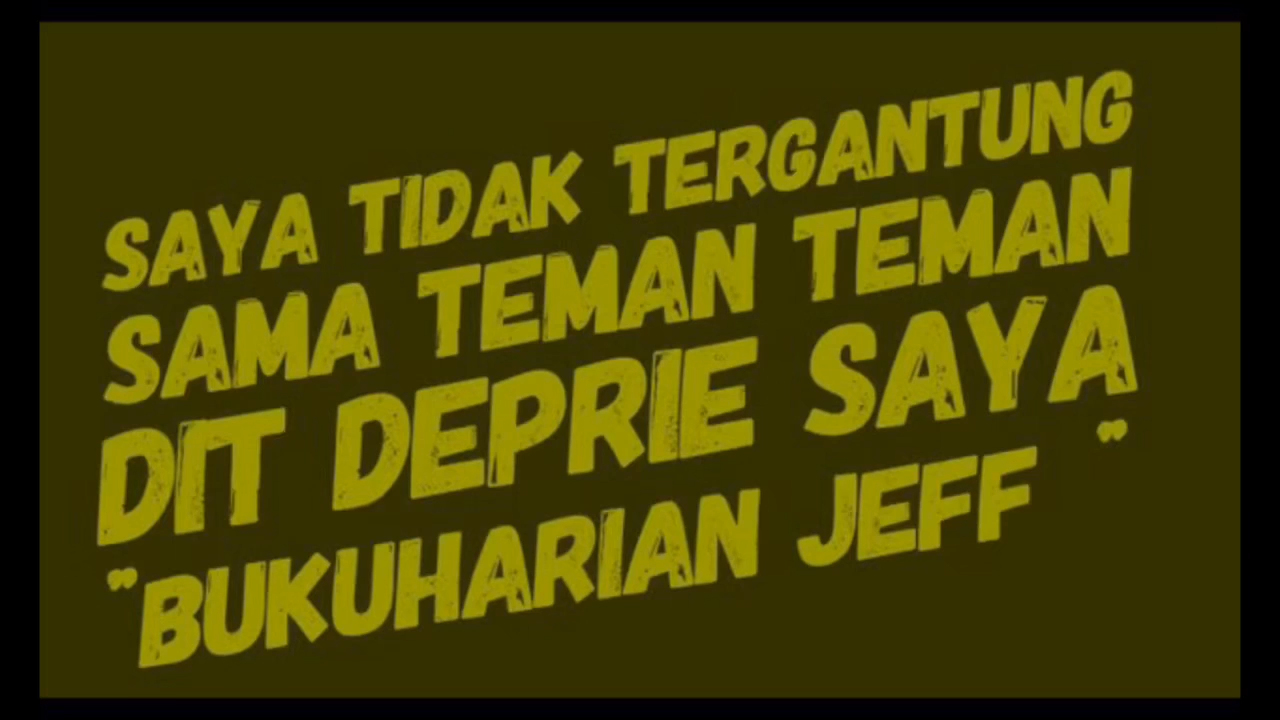 SAYA TIDAK TERGANTUNG
SAMA TEMAN TEMAN
DIT DEPRIE SAYA
"BUKUHARIAN JEFF "